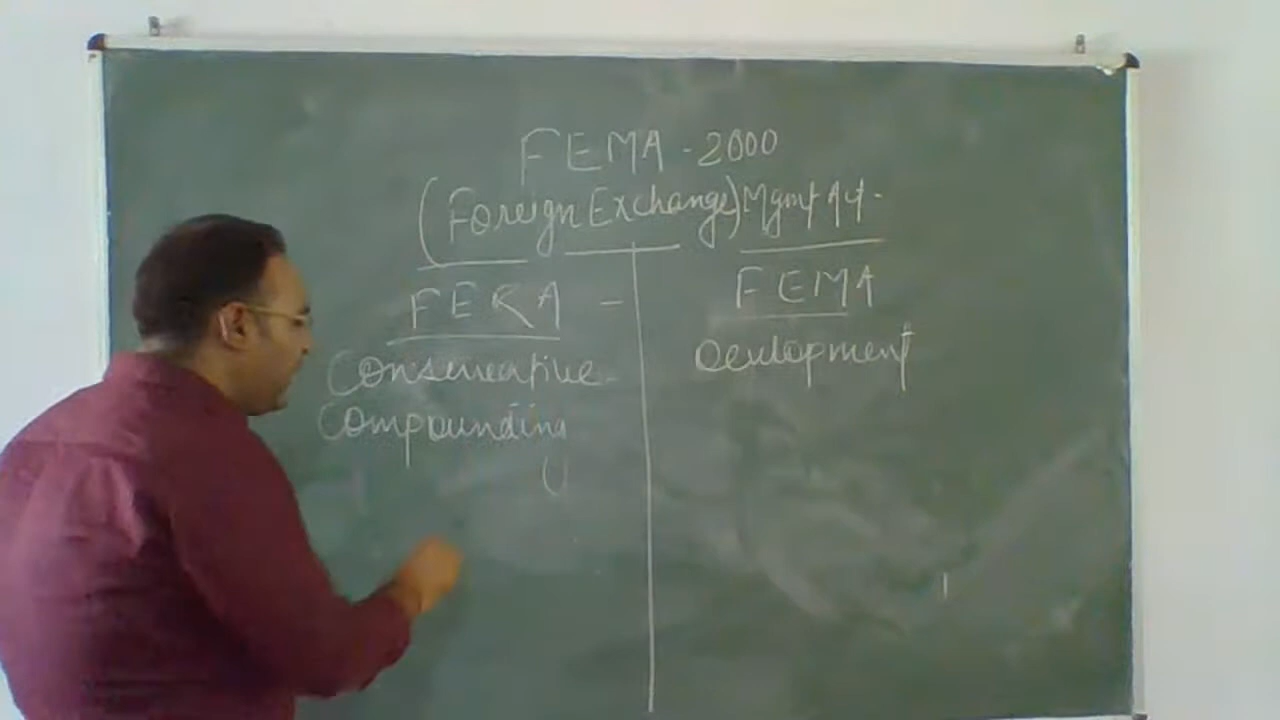 FEMA - 2000
(Foreign Exchange) Mgmt Act.
FERA - FEMA
Conservative Development
Compounding